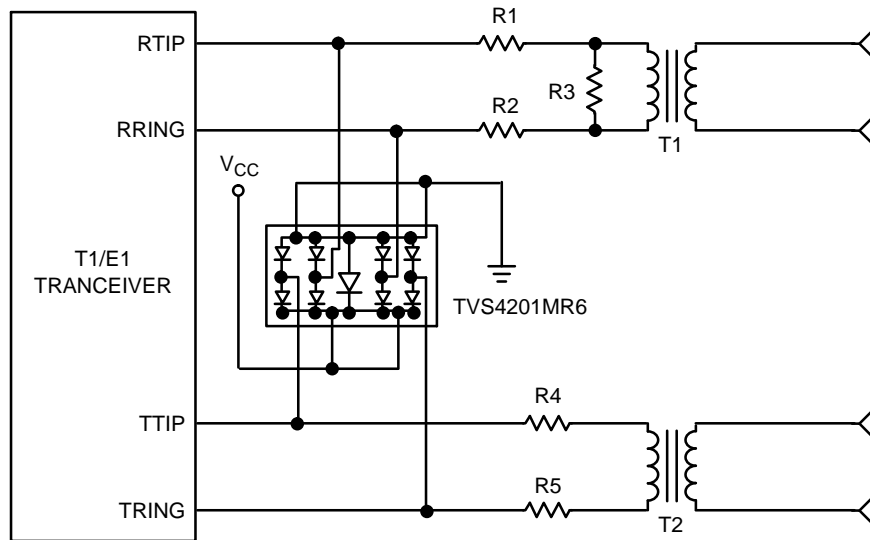 R1
RTIP
R3
R2
RRING
T1
VCC
T1/E1
TRANCEIVER
TVS4201MR6
R4
TTIP
R5
TRING
T2